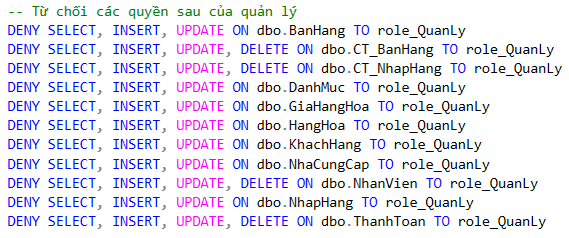 -- Từ chối các quyền sau của quản lý
DENY SELECT, INSERT, UPDATE ON dbo.BanHang TO role_QuanLy
DENY SELECT, INSERT, UPDATE, DELETE ON dbo.CT_BanHang TO role_QuanLy
DENY SELECT, INSERT, UPDATE, DELETE ON dbo.CT_NhapHang TO role_QuanLy
DENY SELECT, INSERT, UPDATE ON dbo.DanhMuc TO role_QuanLy
DENY SELECT, INSERT, UPDATE ON dbo.GiaHangHoa TO role_QuanLy
DENY SELECT, INSERT, UPDATE ON dbo.HangHoa TO role_QuanLy
DENY SELECT, INSERT, UPDATE ON dbo.KhachHang TO role_QuanLy
DENY SELECT, INSERT, UPDATE ON dbo.NhaCungCap TO role_QuanLy
DENY SELECT, INSERT, UPDATE, DELETE ON dbo.NhanVien TO role_QuanLy
DENY SELECT, INSERT, UPDATE ON dbo.NhapHang TO role_QuanLy
DENY SELECT, INSERT, UPDATE, DELETE ON dbo.ThanhToan TO role_QuanLy